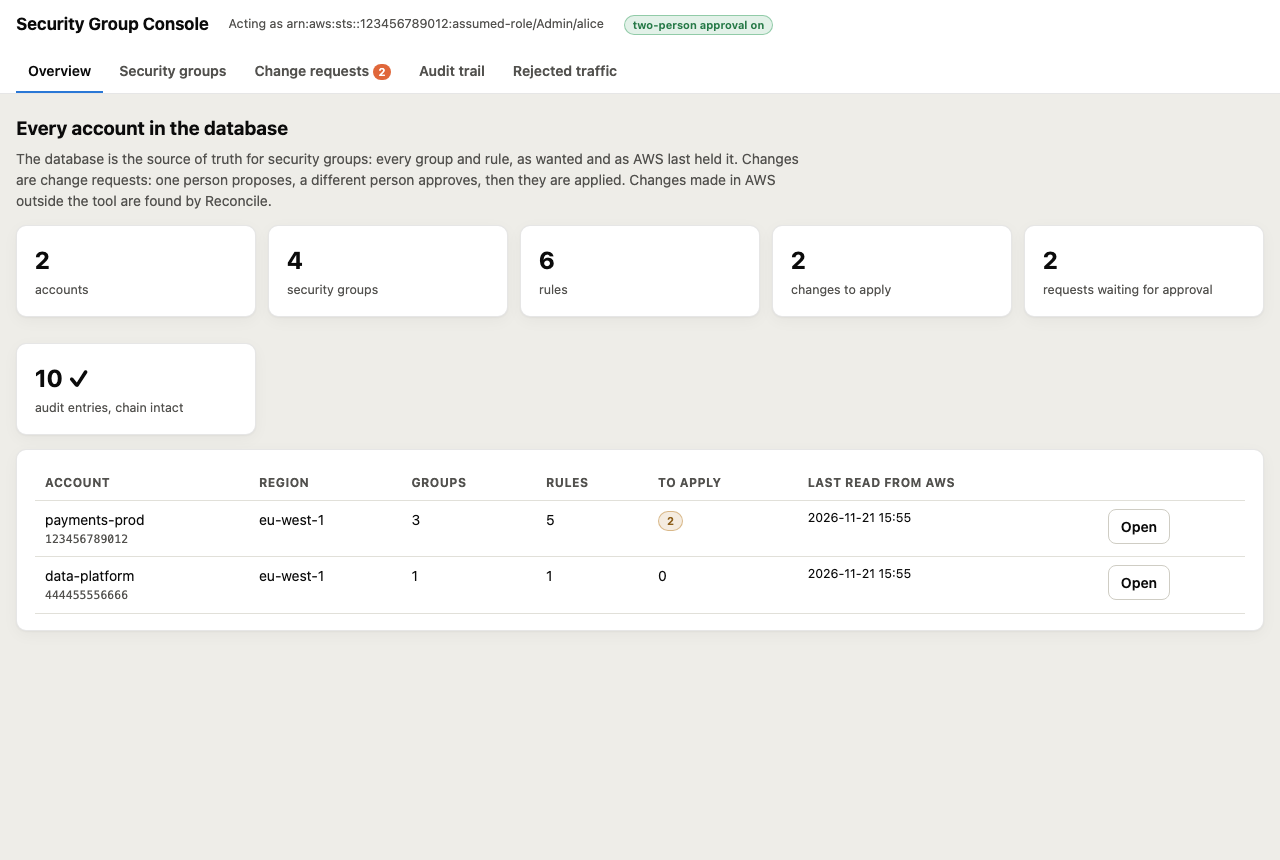 Security Group Console
Acting as arn:aws:sts::123456789012:assumed-role/Admin/alice
two-person approval on
Overview
Security groups
Change requests 2
Audit trail
Rejected traffic
Every account in the database
The database is the source of truth for security groups: every group and rule, as wanted and as AWS last held it. Changes
are change requests: one person proposes, a different person approves, then they are applied. Changes made in AWS
outside the tool are found by Reconcile.
2
accounts
4
security groups
6
rules
2
changes to apply
2
requests waiting for approval
10 ✓
audit entries, chain intact
ACCOUNT REGION GROUPS RULES TO APPLY LAST READ FROM AWS
payments-prod eu-west-1 3 5 2 2026-11-21 15:55 Open
123456789012
data-platform eu-west-1 1 1 0 2026-11-21 15:55 Open
444455556666